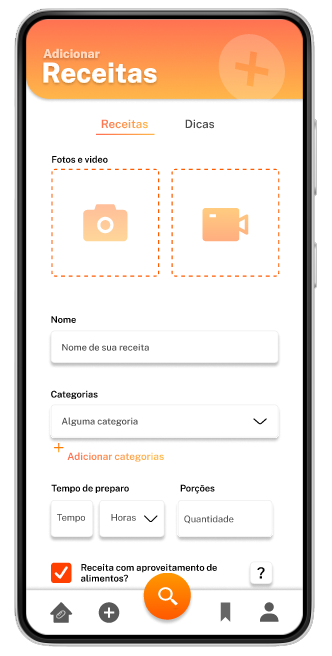 Adicionar
Receitas
Receitas Dicas
Fotos e video
Nome
Nome de sua receita
Categorias
Alguma categoria
Adicionar categorias
Tempo de preparo Porções
Tempo Horas Quantidade
Receita com aproveitamento de
alimentos? ?